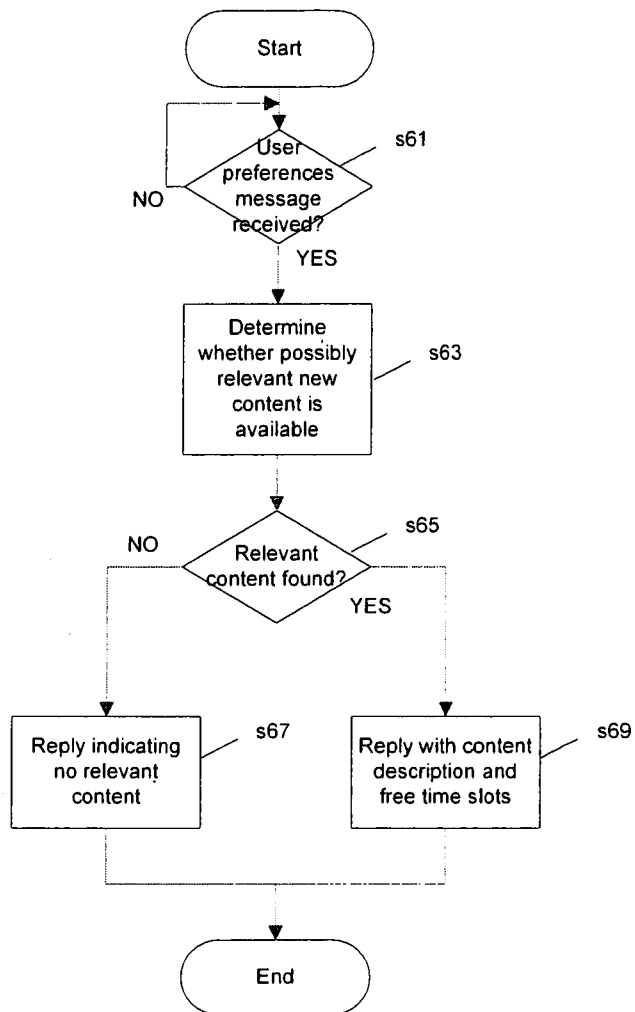 Start
s61
User
preferences
message
received?
NO
YES
Determine
whether possibly
relevant new
content is
available
s63
s65
NO
Relevant
content found?
YES
Reply indicating
no relevant
content
s67
Reply with content
description and
free time slots
s69
End